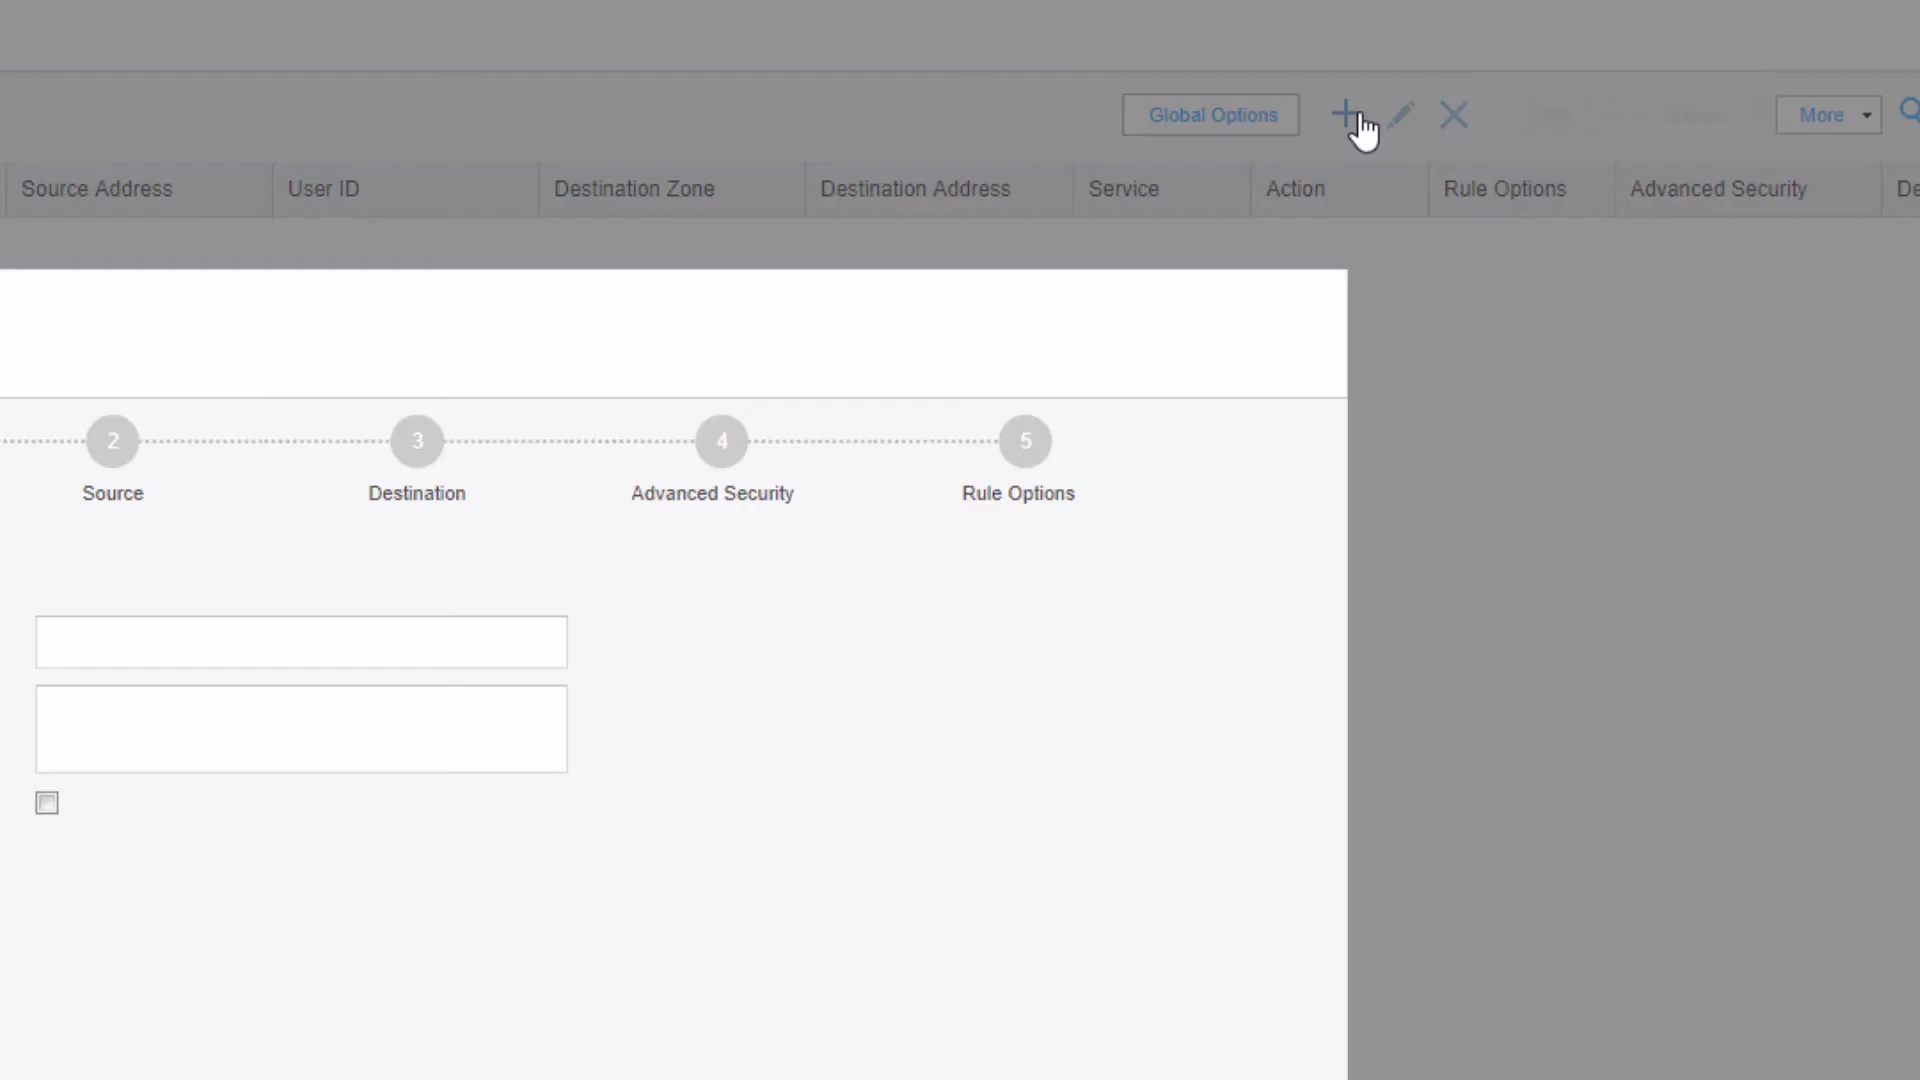 Global Options More
Source Address User ID Destination Zone Destination Address Service Action Rule Options Advanced Security De
2 3 4 5
Source Destination Advanced Security Rule Options